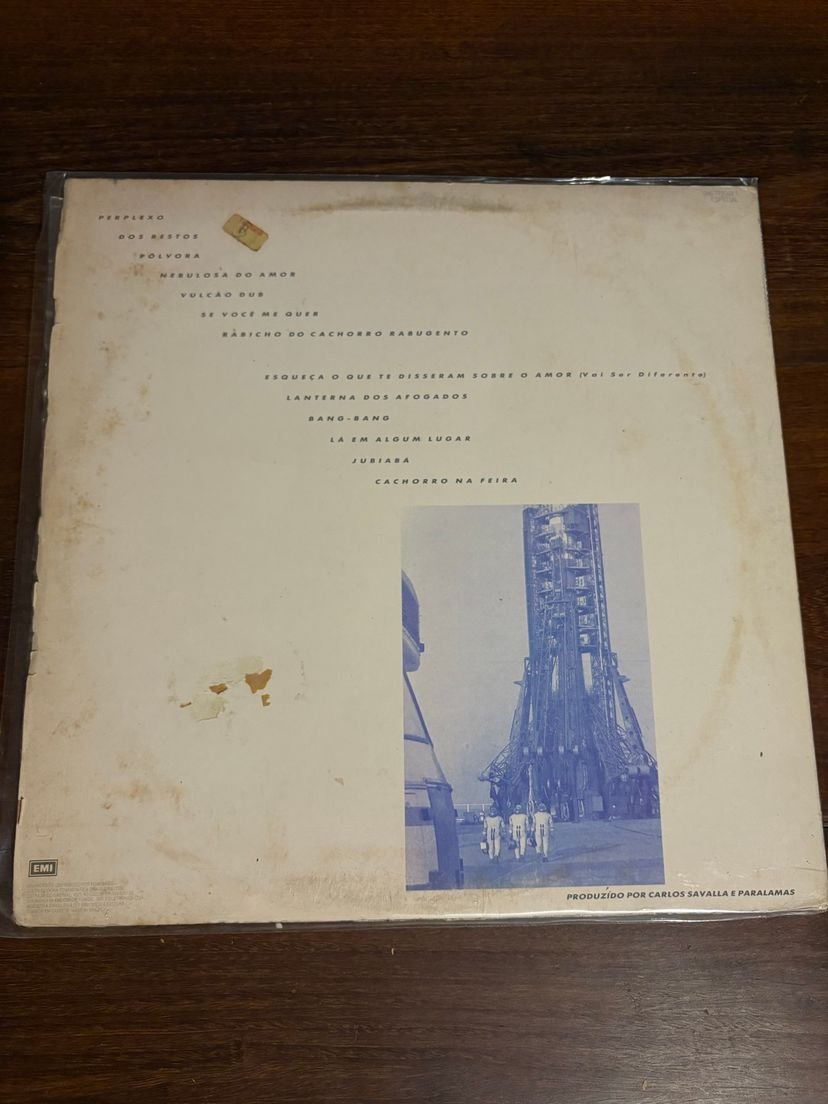 PERPLEXO
DOS RESTOS
PÓLVORA
NEBULOSA DO AMOR
VULCÃO DUB
SE VOCÊ ME QUER
RABICHO DO CACHORRO RABUGENTO
ESQUEÇA O QUE TE DISSERAM SOBRE O AMOR (Vai Ser Diferente)
LANTERNA DOS AFOGADOS
BANG-BANG
LÁ EM ALGUM LUGAR
JUBIABÁ
CACHORRO NA FEIRA
EMI
PRODUZIDO POR CARLOS SAVALLA E PARALAMAS